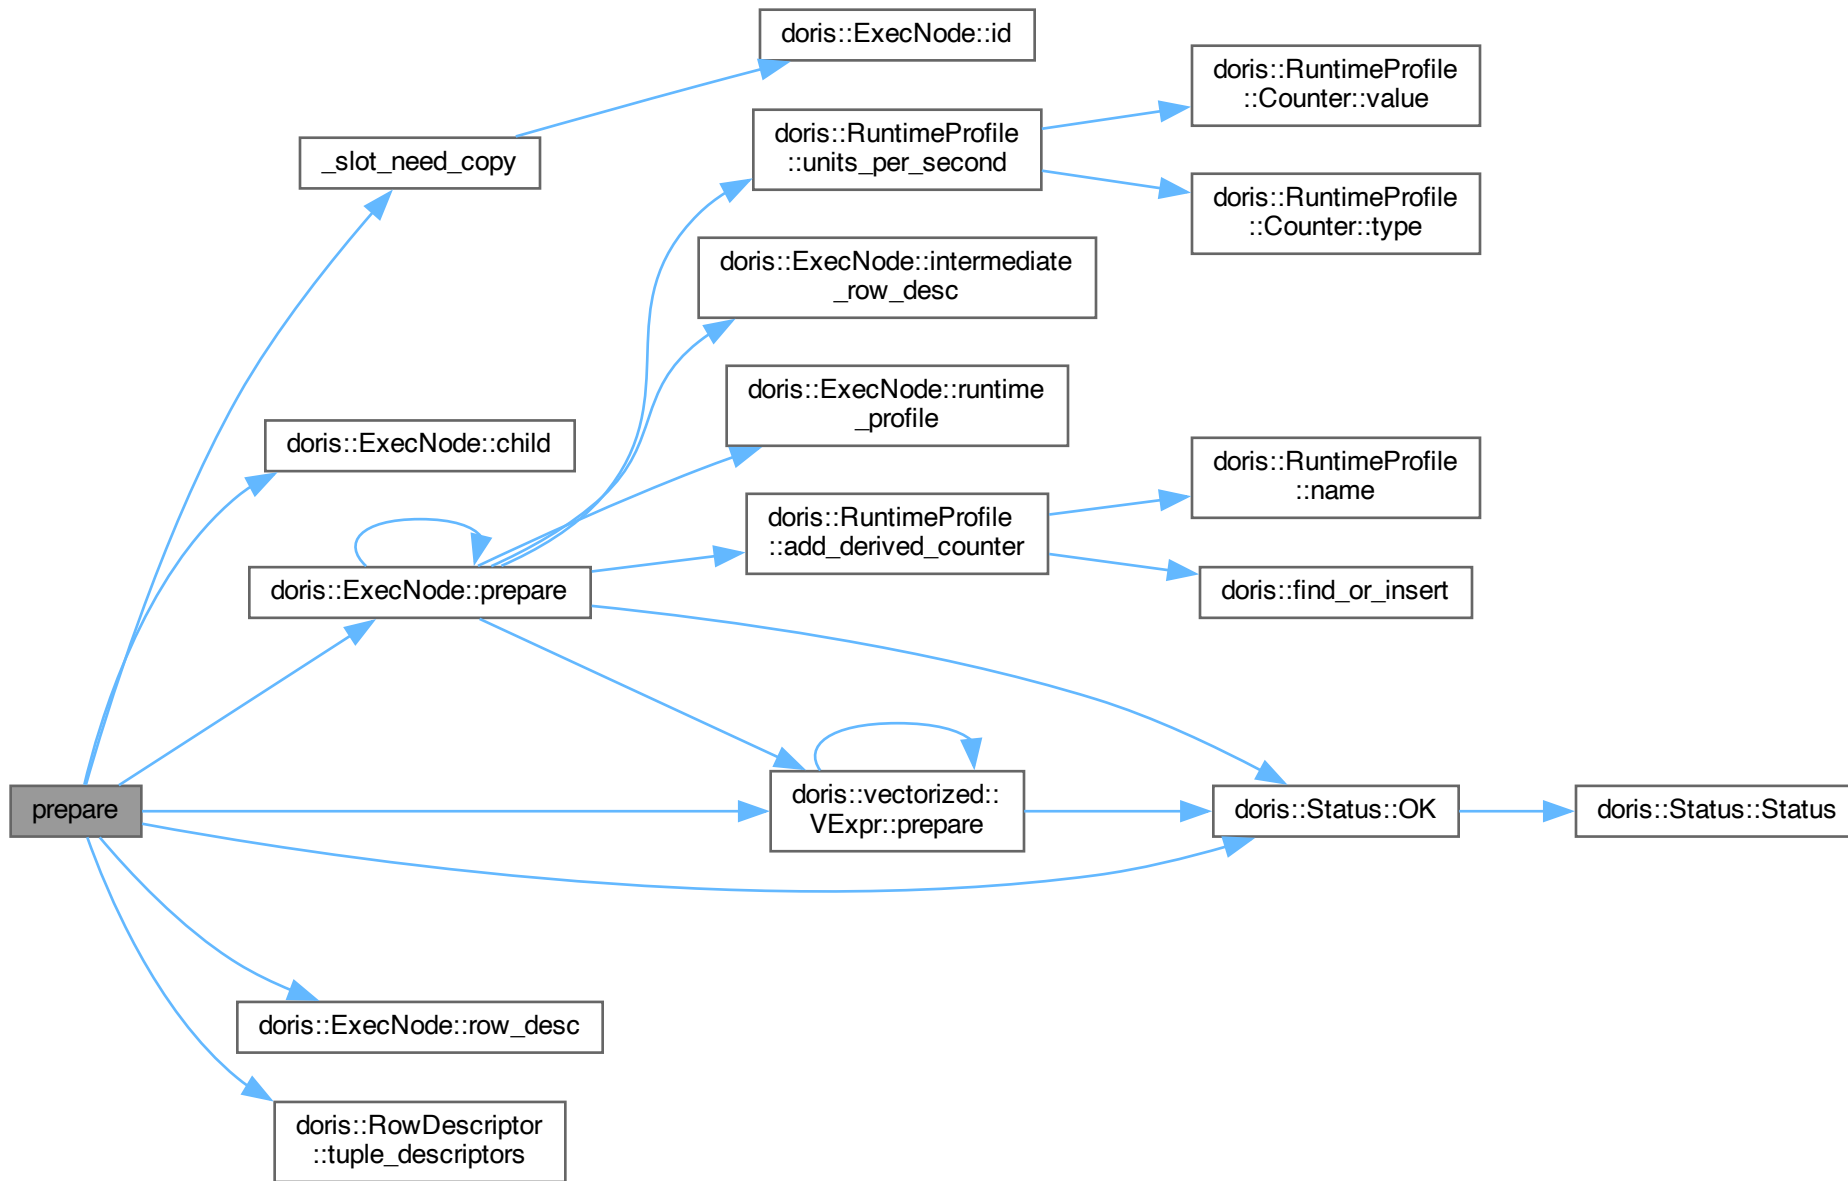 doris::ExecNode::id
doris::RuntimeProfile
::Counter::value
_slot_need_copy
doris::RuntimeProfile
::units_per_second
doris::RuntimeProfile
::Counter::type
doris::ExecNode::intermediate
_row_desc
doris::ExecNode::runtime
_profile
doris::ExecNode::child
doris::RuntimeProfile
::name
doris::RuntimeProfile
::add_derived_counter
doris::ExecNode::prepare
doris::find_or_insert
prepare
doris::vectorized::
VExpr::prepare
doris::Status::OK
doris::Status::Status
doris::ExecNode::row_desc
doris::RowDescriptor
::tuple_descriptors